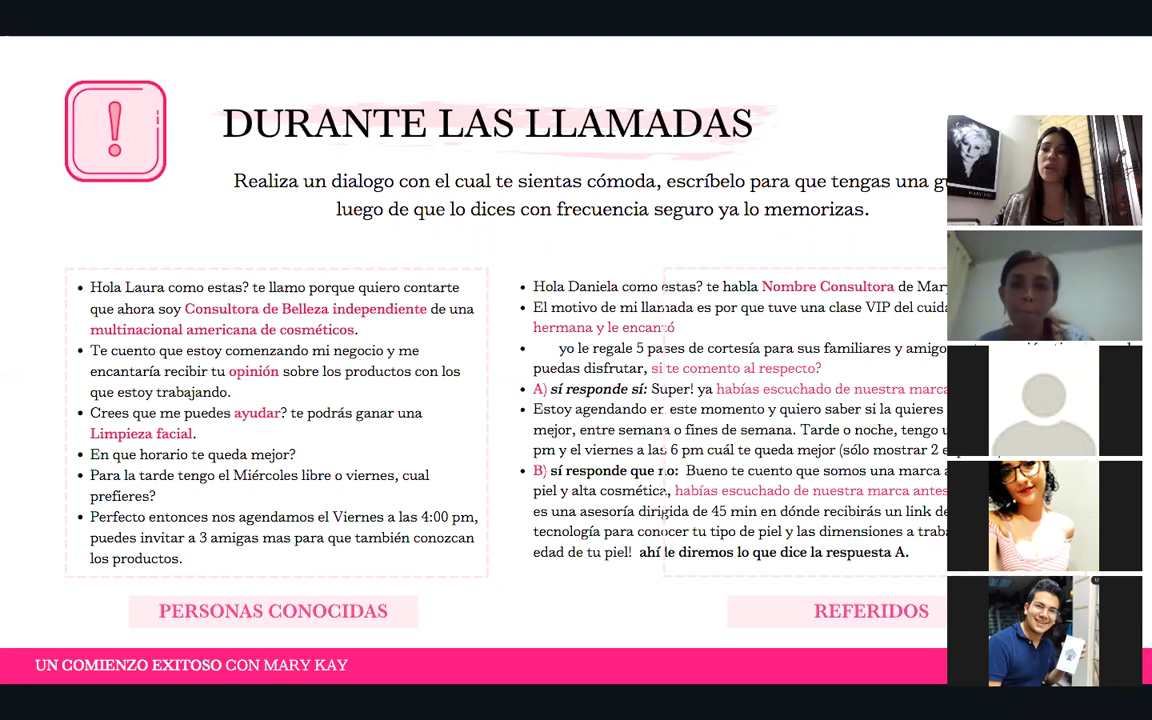 DURANTE LAS LLAMADAS
Realiza un dialogo con el cual te sientas cómoda, escríbelo para que tengas una
luego de que lo dices con frecuencia seguro ya lo memorizas.
Hola Laura como estas? te llamo porque quiero contarte
que ahora soy Consultora de Belleza independiente de una
multinacional americana de cosméticos.
Te cuento que estoy comenzando mi negocio y me
encantaría recibir tu opinión sobre los productos con los
que estoy trabajando.
Crees que me puedes ayudar? te podrás ganar una
Limpieza facial.
En que horario te queda mejor?
Para la tarde tengo el Miércoles libre o viernes, cual
prefieres?
Perfecto entonces nos agendamos el Viernes a las 4:00 pm,
puedes invitar a 3 amigas mas para que también conozcan
los productos.
PERSONAS CONOCIDAS
Hola Daniela como estas? te habla Nombre Consultora de
El motivo de mi llamada es por que tuve una clase VIP del
hermana y le encantó
yo le regale 5 pases de cortesía para sus familiares y
puedas disfrutar, si te comento al respecto?
A) sí responde sí: Super! ya habías escuchado de nuestra marca
Estoy agendando en este momento y quiero saber si la quieres
mejor, entre semana o fines de semana. Tarde o noche, tengo
pm y el viernes a las 6 pm cuál te queda mejor (sólo mostrar 2
B) sí responde que no: Bueno te cuento que somos una marca
piel y alta cosmética, habías escuchado de nuestra marca antes
es una asesoría dirigida de 45 min en dónde recibirás un link de
tecnología para conocer tu tipo de piel y las dimensiones a
edad de tu piel! ahí le diremos lo que dice la respuesta A.
REFERIDOS
UN COMIENZO EXITOSO CON MARY KAY